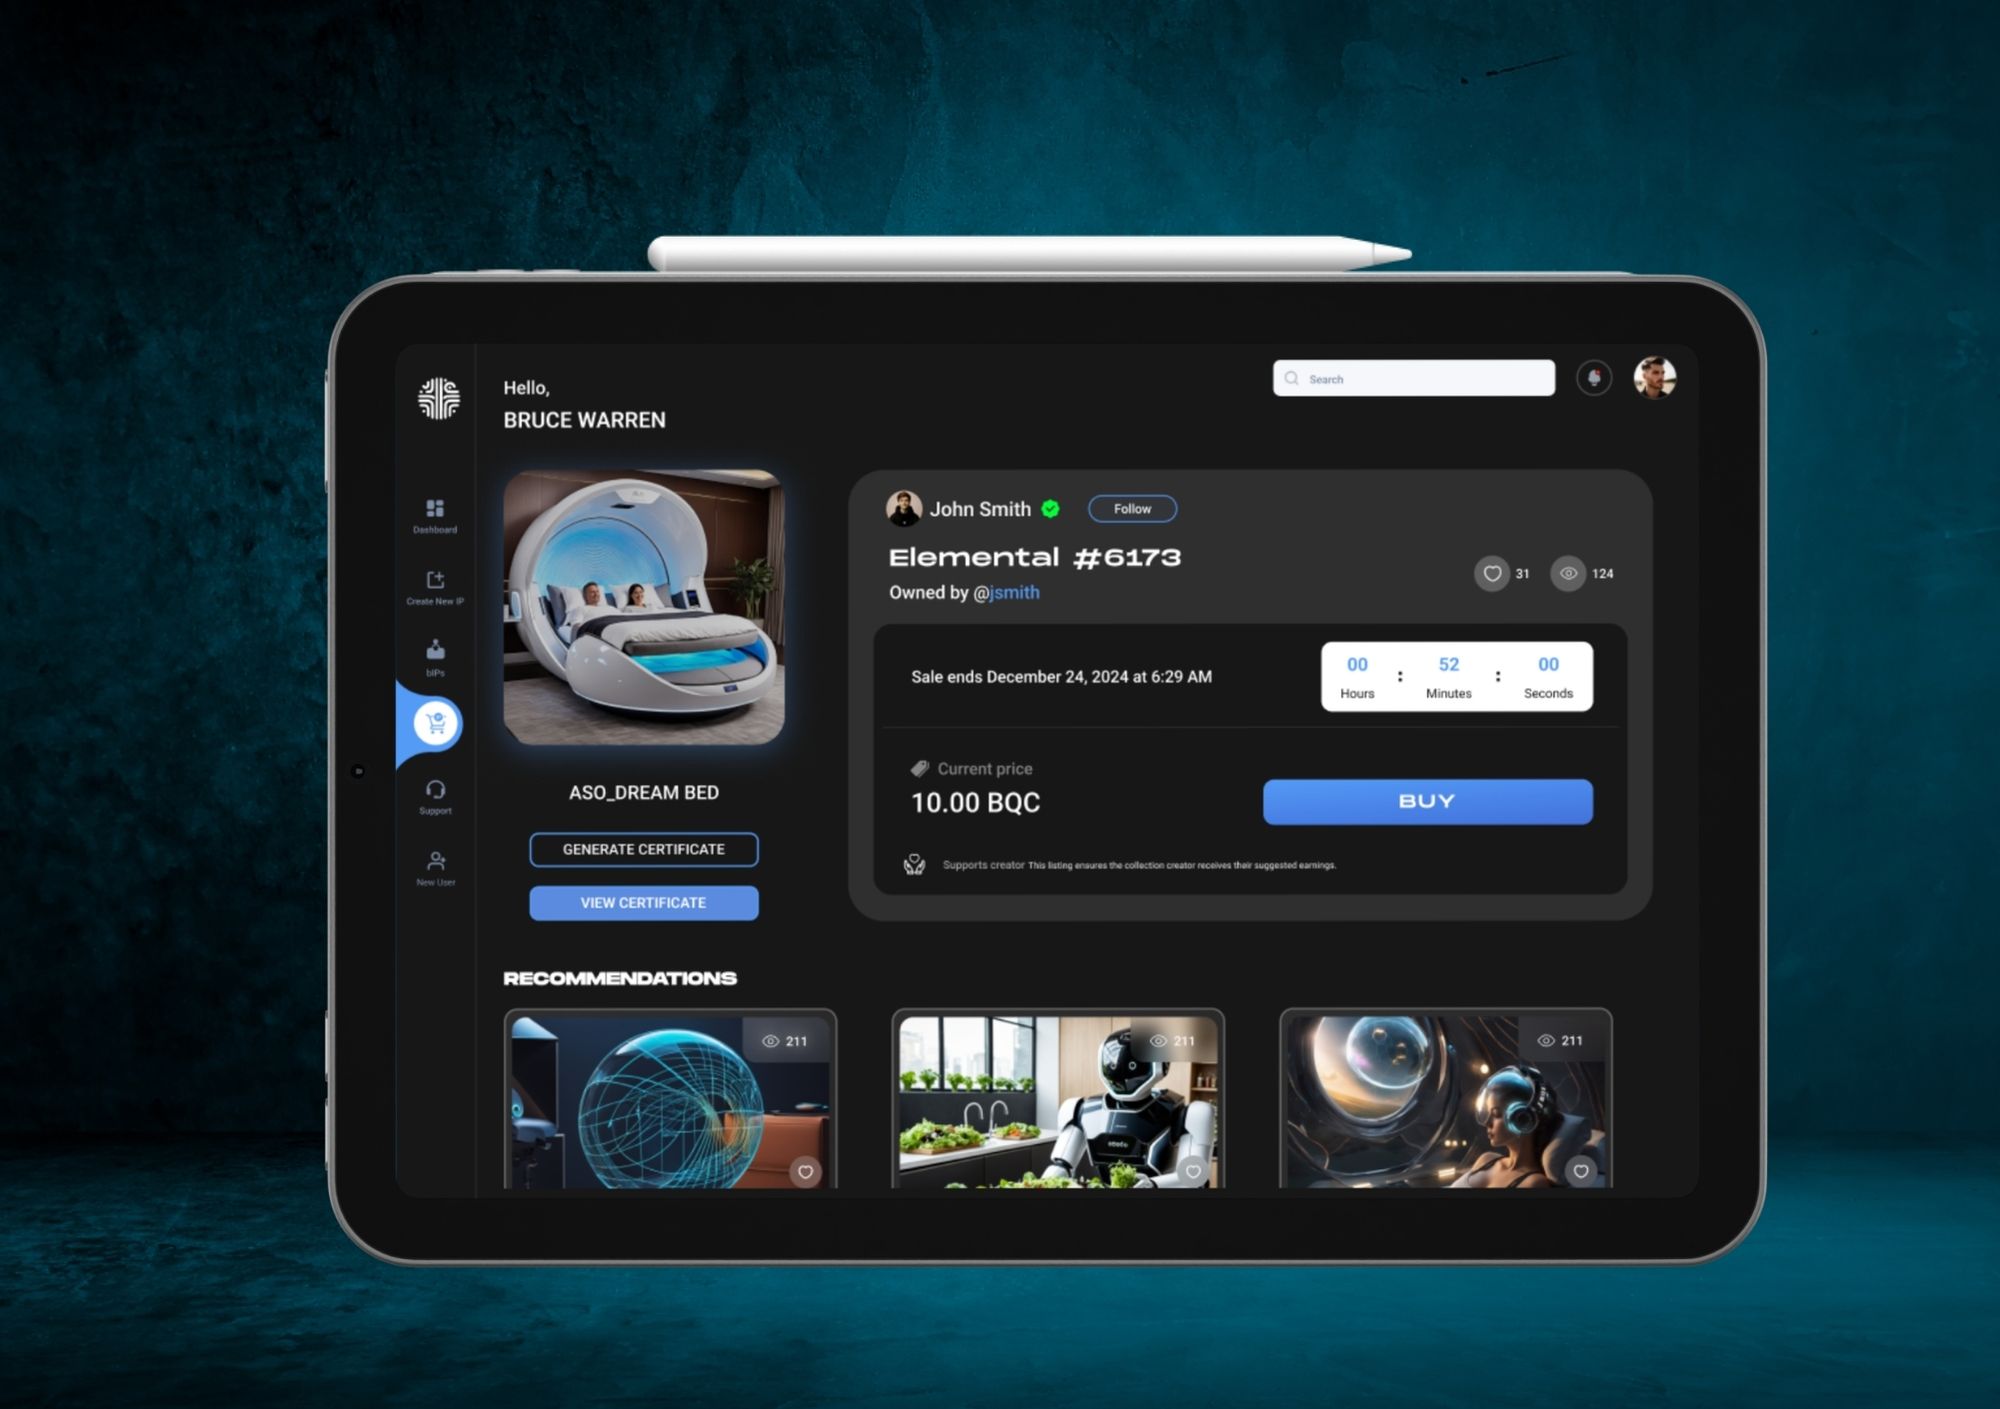 Hello,
BRUCE WARREN
Search
Dashboard
Create New IP
bIPs
Support
New User
ASO_DREAM BED
GENERATE CERTIFICATE
VIEW CERTIFICATE
John Smith
Follow
Elemental #6173
Owned by @jsmith
31
124
Sale ends December 24, 2024 at 6:29 AM
00 : 52 : 00
Hours Minutes Seconds
Current price
10.00 BQC
BUY
Supports creator This listing ensures the collection creator receives their suggested earnings.
RECOMMENDATIONS
211
211
211